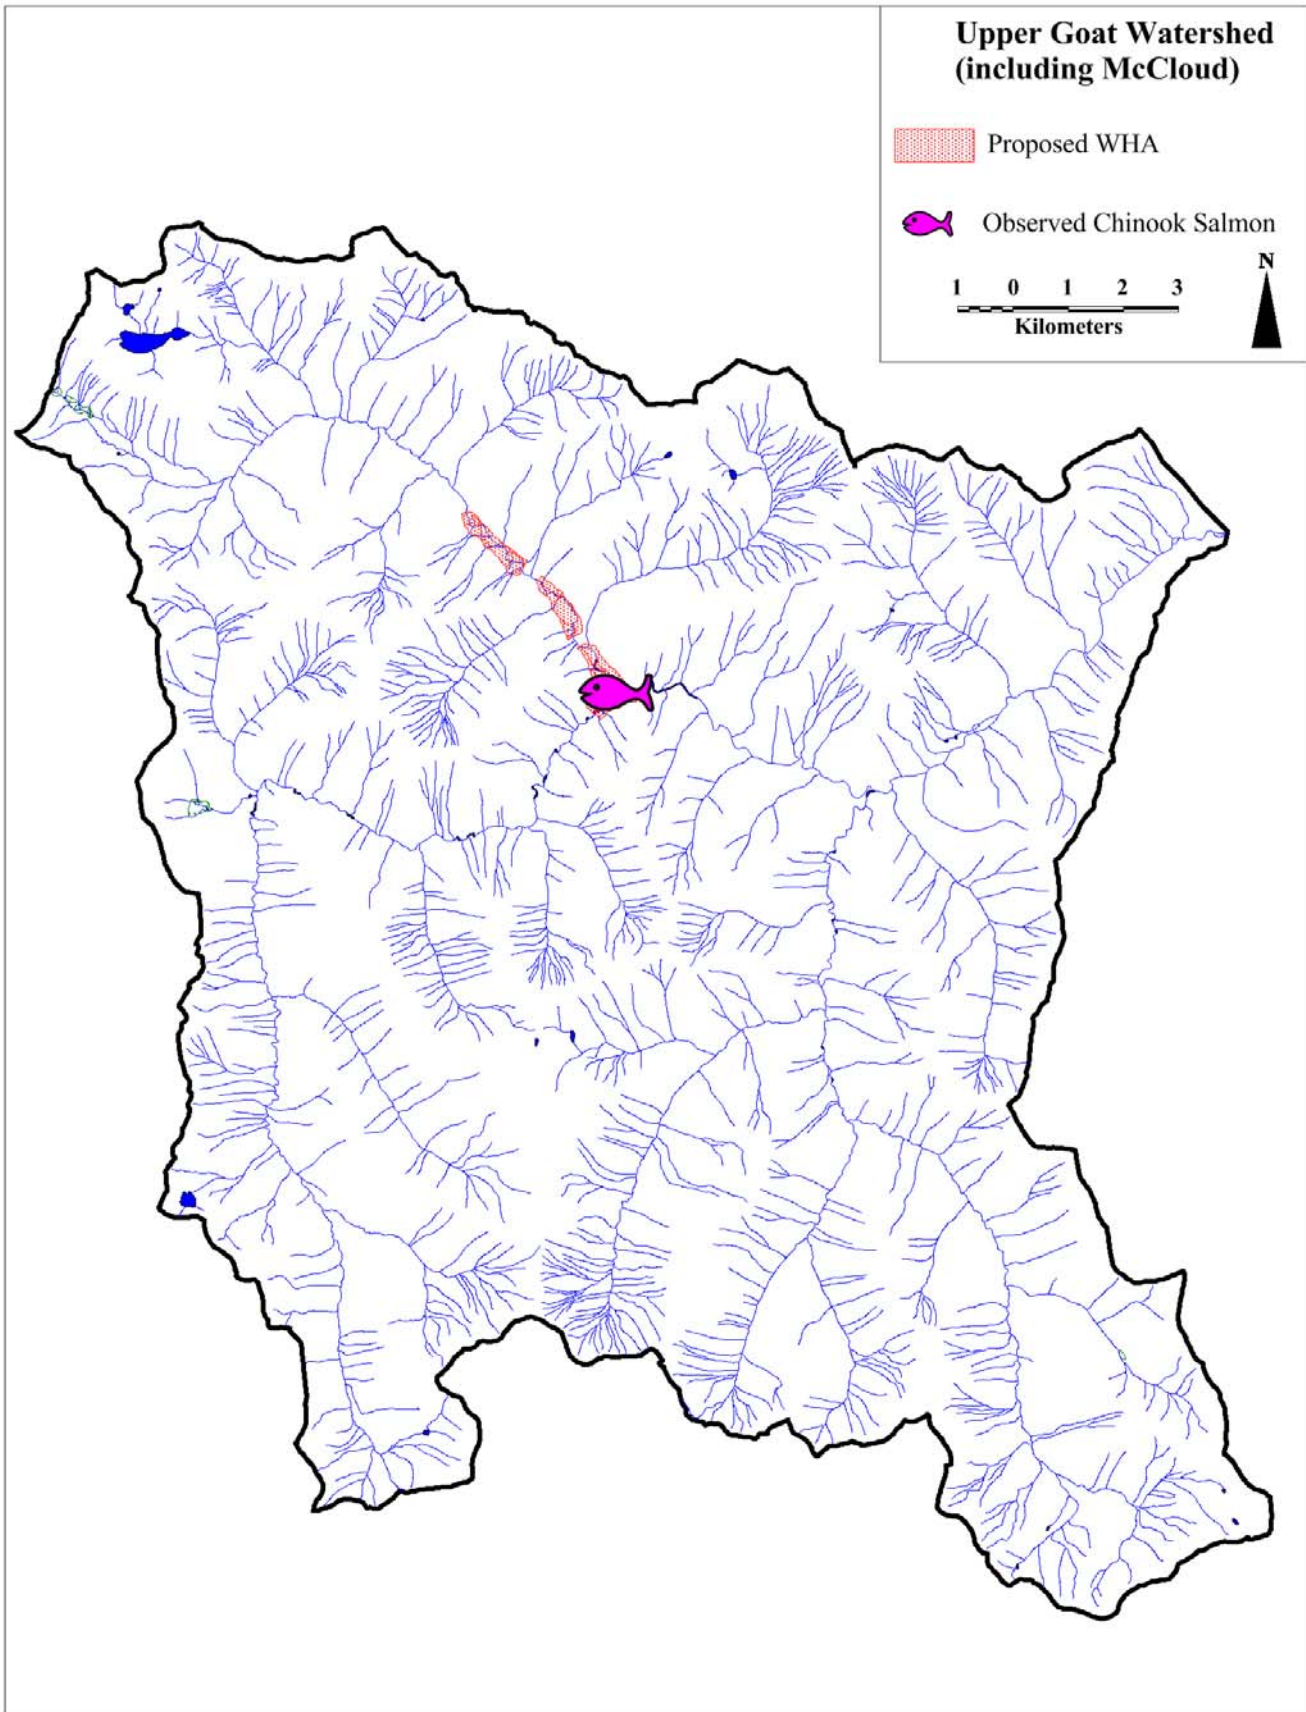 Upper Goat Watershed
(including McCloud)
Proposed WHA
Observed Chinook Salmon
N
1 0 1 2 3
Kilometers